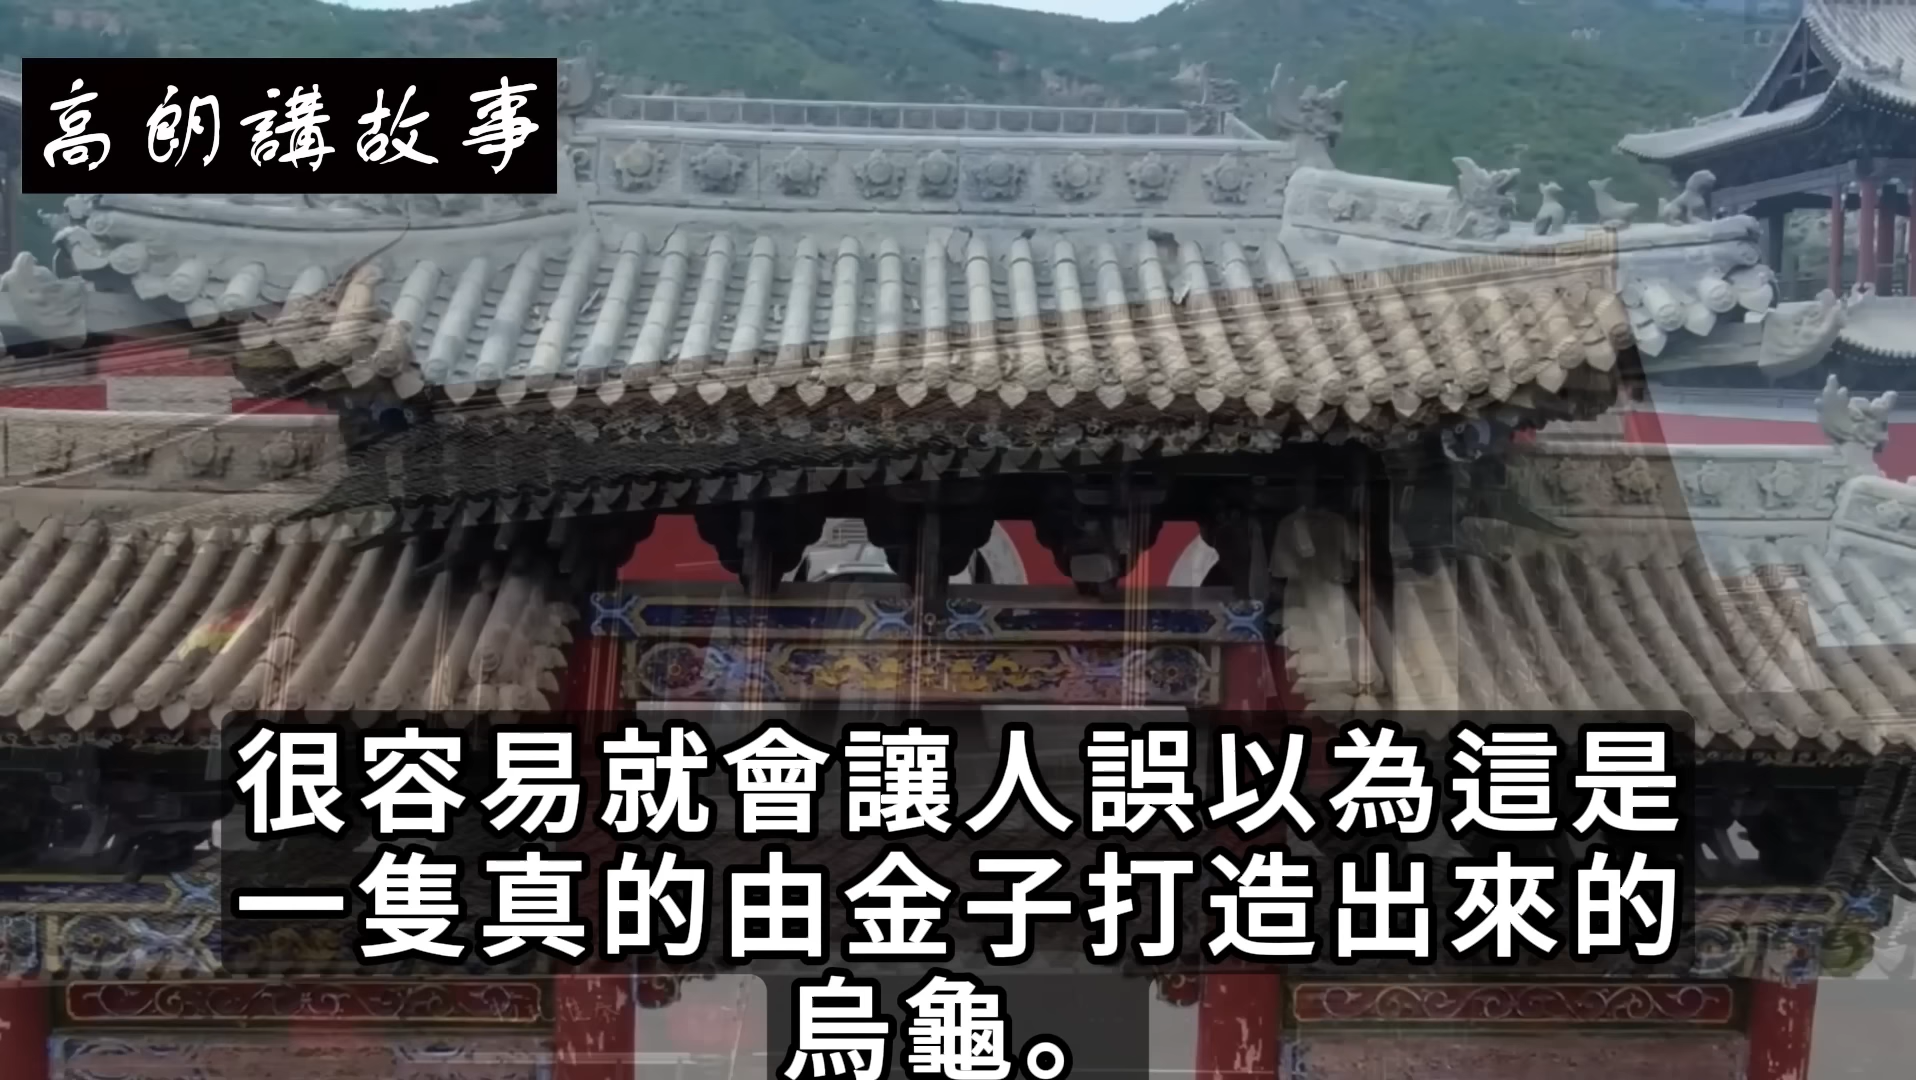 高朗講故事
很容易就會讓人誤以為這是
一隻真的由金子打造出來的
烏龜。